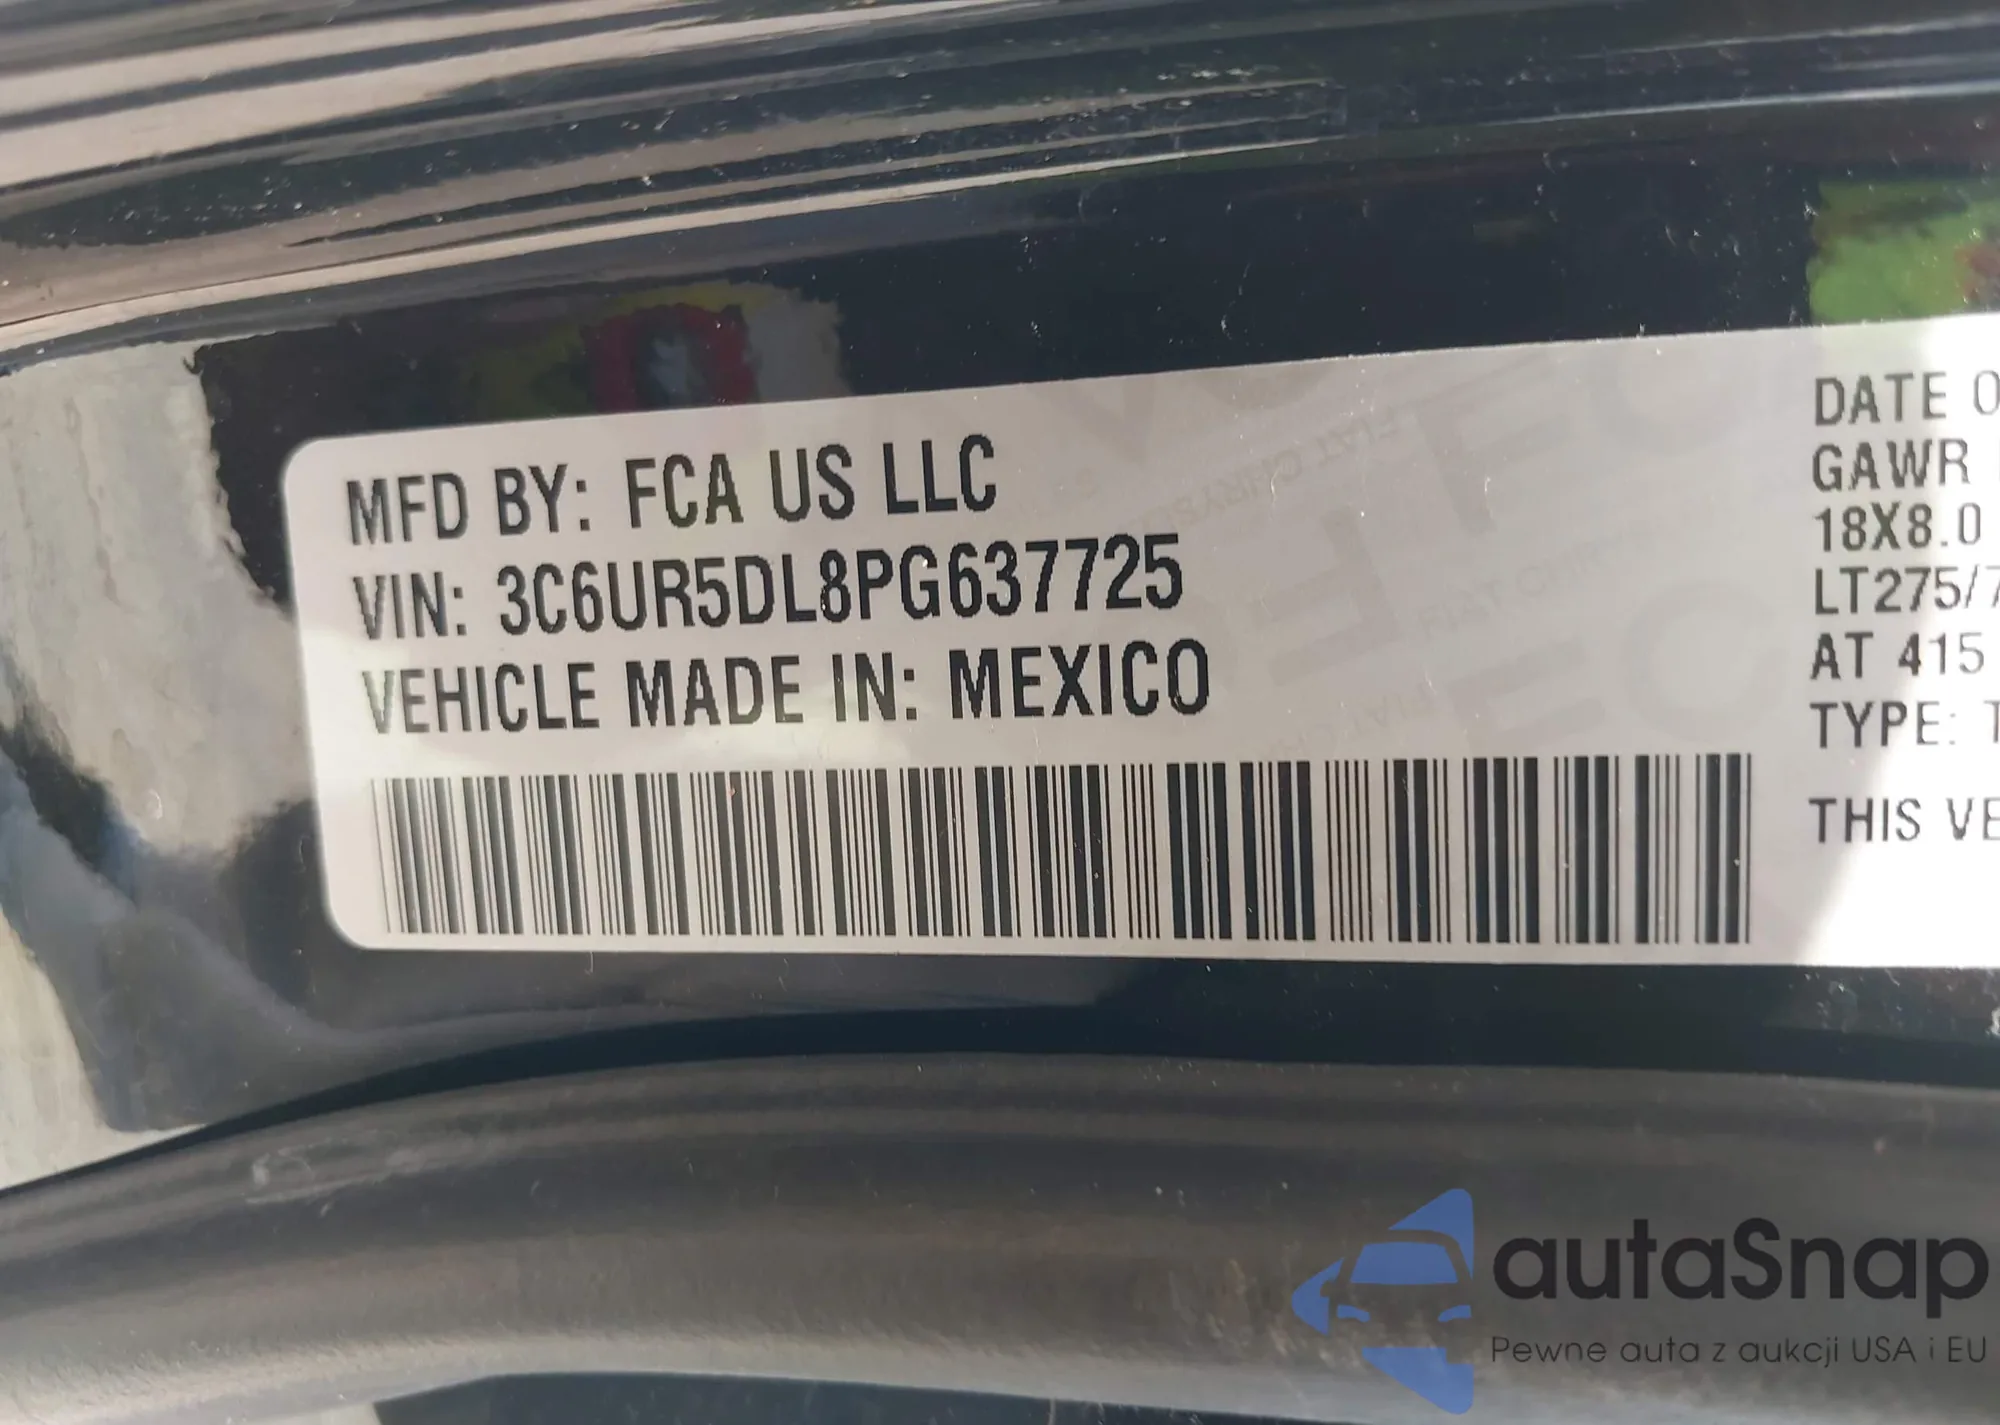 MFD BY: FCA US LLC
VIN: 3C6UR5DL8PG637725
VEHICLE MADE IN: MEXICO
DATE O
GAWR
18X8.0
LT275/7
AT 415
TYPE: T
THIS VE
autaSnap
Pewne auta z aukcji USA i EU